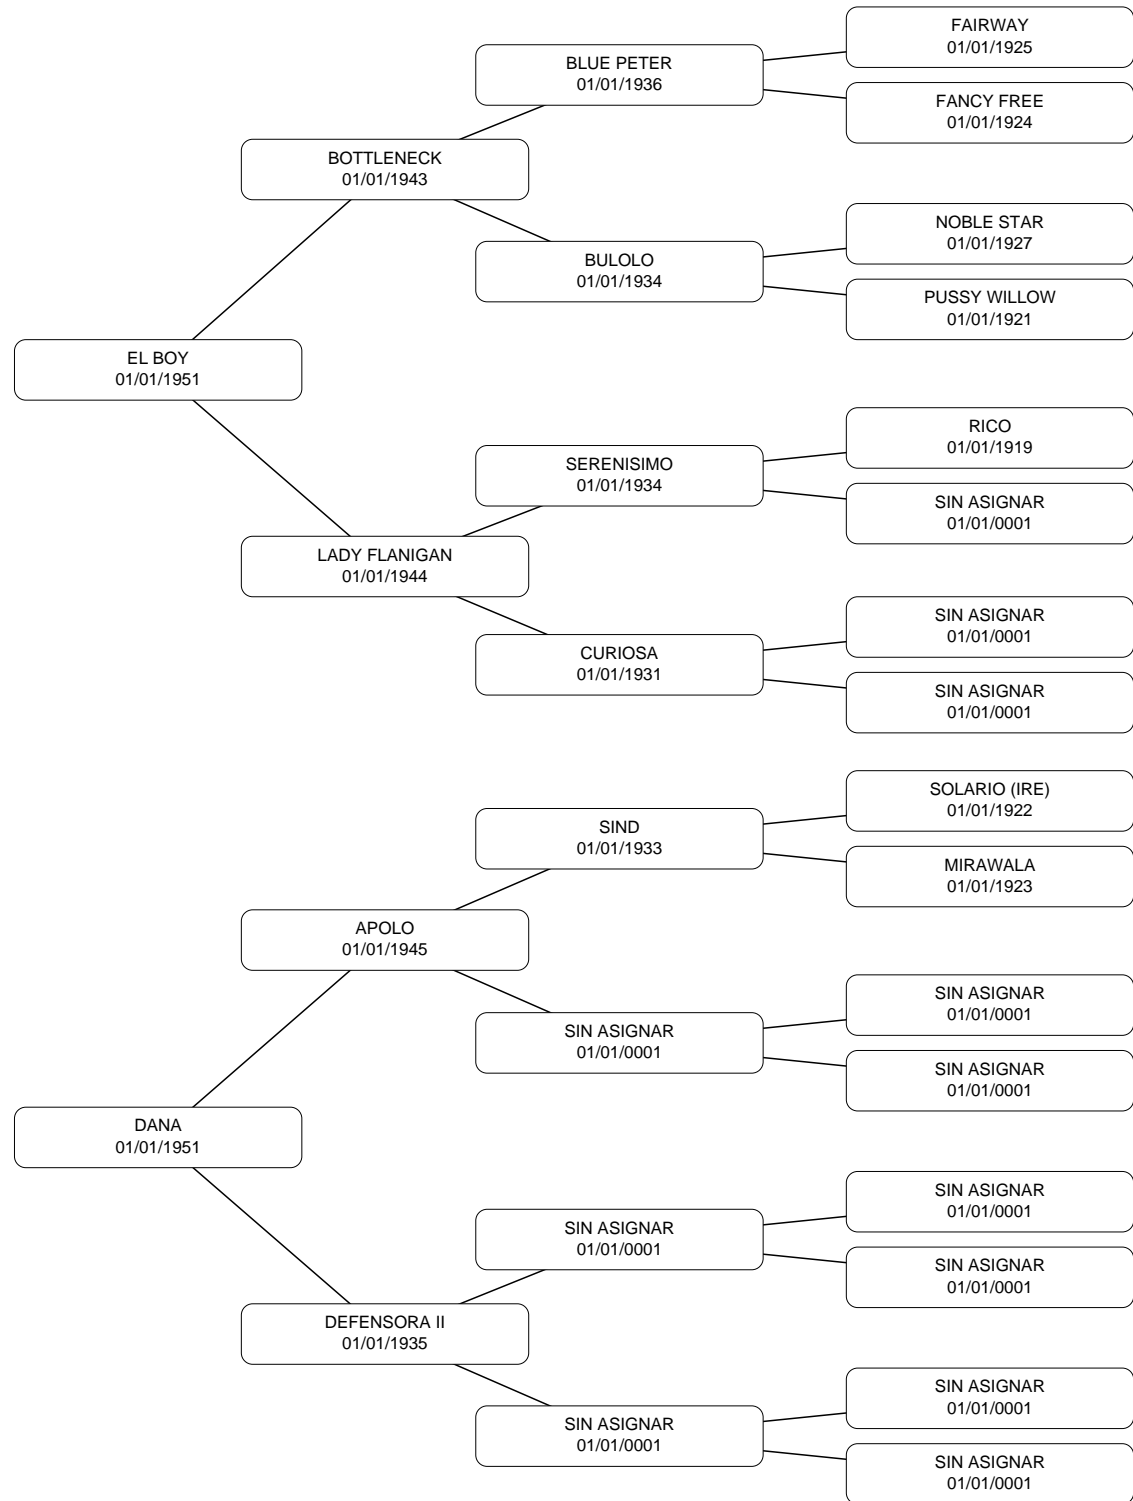 FAIRWAY
01/01/1925
BLUE PETER
01/01/1936
FANCY FREE
01/01/1924
BOTTLENECK
01/01/1943
NOBLE STAR
01/01/1927
BULOLO
01/01/1934
PUSSY WILLOW
01/01/1921
EL BOY
01/01/1951
RICO
01/01/1919
SERENISIMO
01/01/1934
SIN ASIGNAR
01/01/0001
LADY FLANIGAN
01/01/1944
SIN ASIGNAR
01/01/0001
CURIOSA
01/01/1931
SIN ASIGNAR
01/01/0001
SOLARIO (IRE)
01/01/1922
SIND
01/01/1933
MIRAWALA
01/01/1923
APOLO
01/01/1945
SIN ASIGNAR
01/01/0001
SIN ASIGNAR
01/01/0001
SIN ASIGNAR
01/01/0001
DANA
01/01/1951
SIN ASIGNAR
01/01/0001
SIN ASIGNAR
01/01/0001
SIN ASIGNAR
01/01/0001
DEFENSORA II
01/01/1935
SIN ASIGNAR
01/01/0001
SIN ASIGNAR
01/01/0001
SIN ASIGNAR
01/01/0001